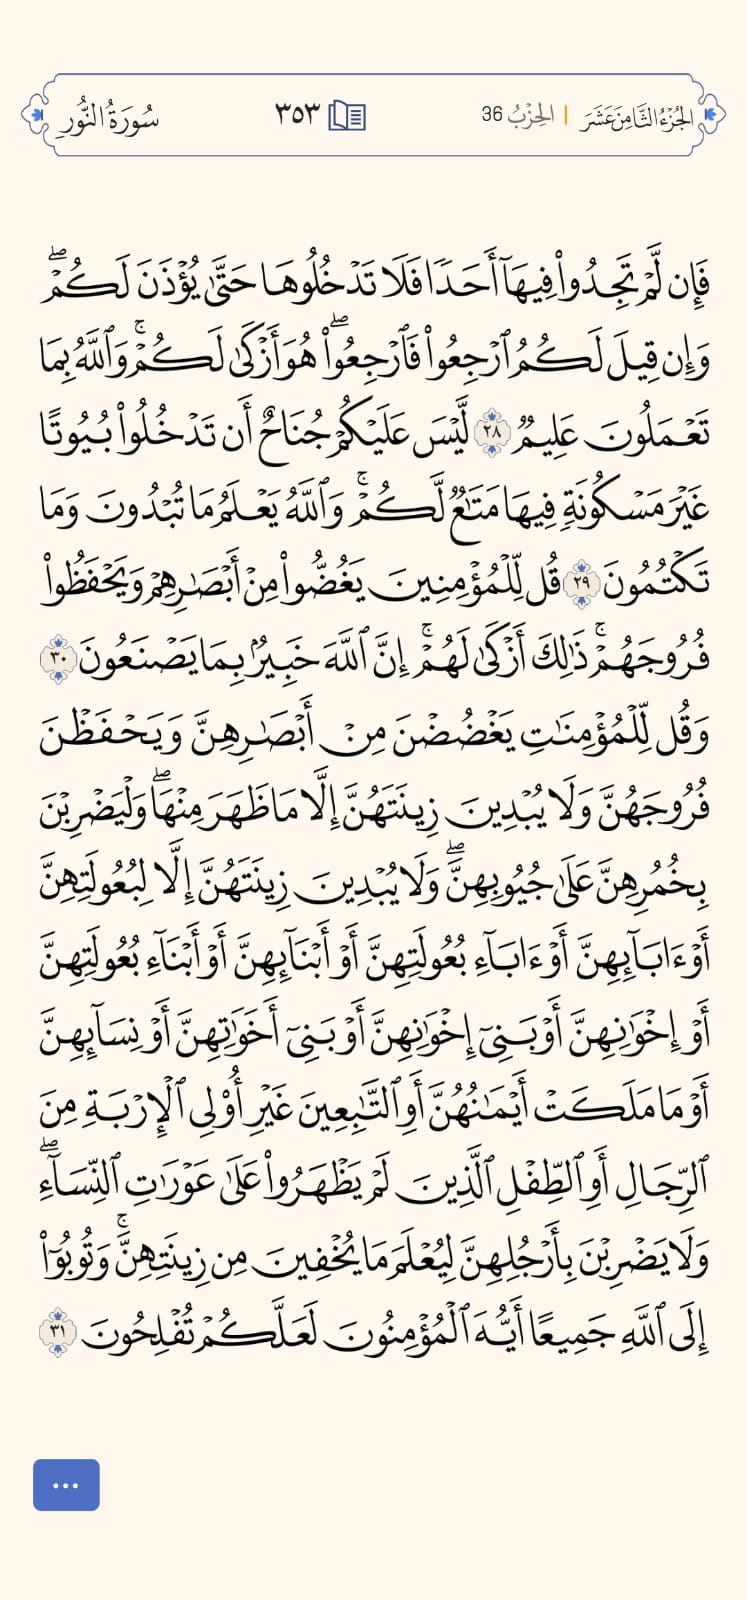 الجُزْءُ الثَّامِنَ عَشَرَ | الحِزْبُ 36 ٣٥٣ سُورَةُ النُّورِ
فَإِن لَّمْ تَجِدُوا۟ فِيهَآ أَحَدًا فَلَا تَدْخُلُوهَا حَتَّىٰ يُؤْذَنَ لَكُمْ ۖ
وَإِن قِيلَ لَكُمُ ٱرْجِعُوا۟ فَٱرْجِعُوا۟ ۖ هُوَ أَزْكَىٰ لَكُمْ ۚ وَٱللَّهُ بِمَا
تَعْمَلُونَ عَلِيمٌ ٢٨ لَّيْسَ عَلَيْكُمْ جُنَاحٌ أَن تَدْخُلُوا۟ بُيُوتًا
غَيْرَ مَسْكُونَةٍ فِيهَا مَتَـٰعٌ لَّكُمْ ۚ وَٱللَّهُ يَعْلَمُ مَا تُبْدُونَ وَمَا
تَكْتُمُونَ ٢٩ قُل لِّلْمُؤْمِنِينَ يَغُضُّوا۟ مِنْ أَبْصَـٰرِهِمْ وَيَحْفَظُوا۟
فُرُوجَهُمْ ۚ ذَٰلِكَ أَزْكَىٰ لَهُمْ ۚ إِنَّ ٱللَّهَ خَبِيرٌۢ بِمَا يَصْنَعُونَ ٣٠
وَقُل لِّلْمُؤْمِنَـٰتِ يَغْضُضْنَ مِنْ أَبْصَـٰرِهِنَّ وَيَحْفَظْنَ
فُرُوجَهُنَّ وَلَا يُبْدِينَ زِينَتَهُنَّ إِلَّا مَا ظَهَرَ مِنْهَا ۖ وَلْيَضْرِبْنَ
بِخُمُرِهِنَّ عَلَىٰ جُيُوبِهِنَّ ۖ وَلَا يُبْدِينَ زِينَتَهُنَّ إِلَّا لِبُعُولَتِهِنَّ
أَوْ ءَابَآئِهِنَّ أَوْ ءَابَآءِ بُعُولَتِهِنَّ أَوْ أَبْنَآئِهِنَّ أَوْ أَبْنَآءِ بُعُولَتِهِنَّ
أَوْ إِخْوَٰنِهِنَّ أَوْ بَنِىٓ إِخْوَٰنِهِنَّ أَوْ بَنِىٓ أَخَوَٰتِهِنَّ أَوْ نِسَآئِهِنَّ
أَوْ مَا مَلَكَتْ أَيْمَـٰنُهُنَّ أَوِ ٱلتَّـٰبِعِينَ غَيْرِ أُو۟لِى ٱلْإِرْبَةِ مِنَ
ٱلرِّجَالِ أَوِ ٱلطِّفْلِ ٱلَّذِينَ لَمْ يَظْهَرُوا۟ عَلَىٰ عَوْرَٰتِ ٱلنِّسَآءِ ۖ
وَلَا يَضْرِبْنَ بِأَرْجُلِهِنَّ لِيُعْلَمَ مَا يُخْفِينَ مِن زِينَتِهِنَّ ۚ وَتُوبُوٓا۟
إِلَى ٱللَّهِ جَمِيعًا أَيُّهَ ٱلْمُؤْمِنُونَ لَعَلَّكُمْ تُفْلِحُونَ ٣١